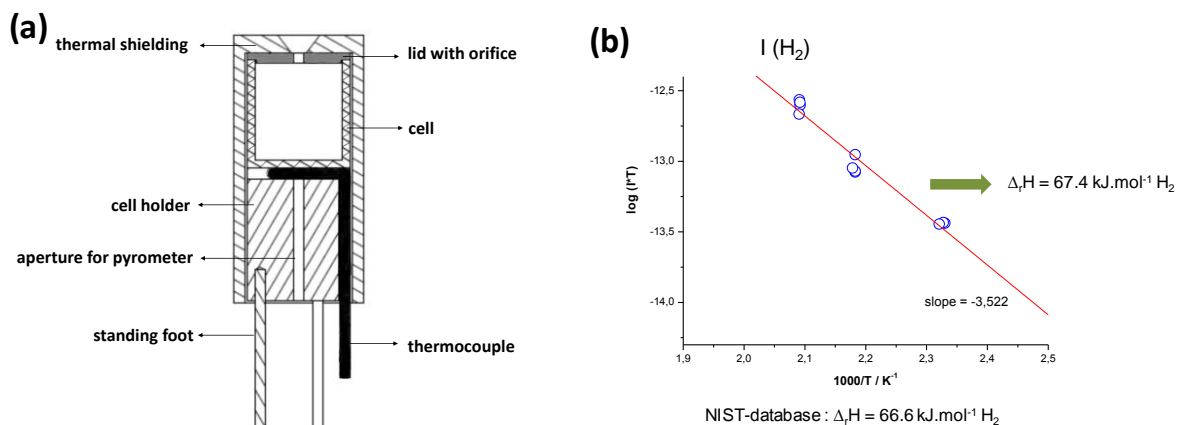 (a)
thermal shielding
lid with orifice
cell
cell holder
aperture for pyrometer
standing foot
thermocouple
(b)
I (H₂)
log (I*T)
-12,5
-13,0
-13,5
-14,0
1,9 2,0 2,1 2,2 2,3 2,4 2,5
1000/T / K⁻¹
slope = -3,522
ΔᵣH = 67.4 kJ.mol⁻¹ H₂
NIST-database : ΔᵣH = 66.6 kJ.mol⁻¹ H₂